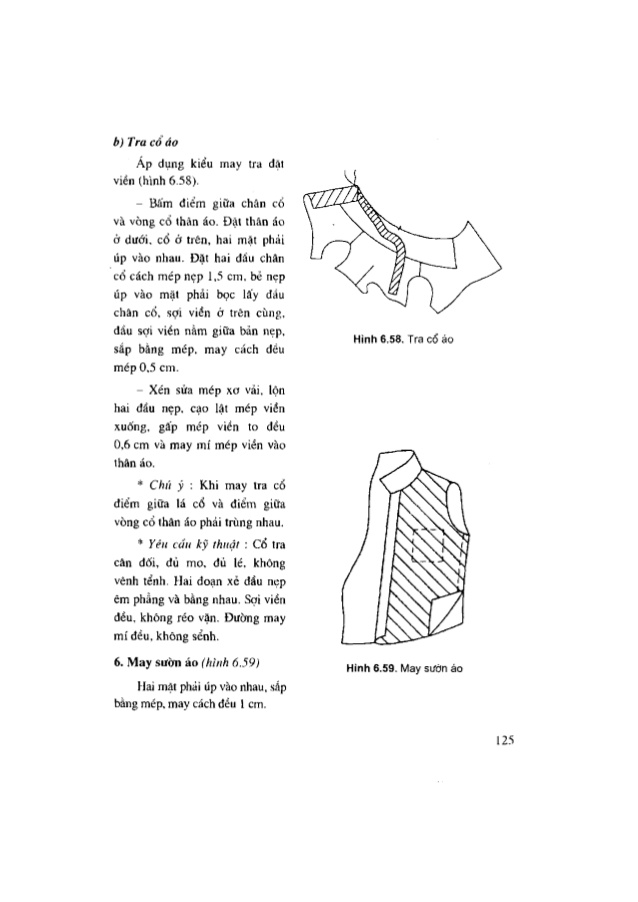 b) Tra cổ áo
Áp dụng kiểu may tra đặt
viền (hình 6.58).
– Bấm điểm giữa chân cổ
và vòng cổ thân áo. Đặt thân áo
ở dưới, cổ ở trên, hai mặt phải
úp vào nhau. Đặt hai đầu chân
cổ cách mép nẹp 1,5 cm, bẻ nẹp
úp vào mặt phải bọc lấy đầu
chân cổ, sợi viền ở trên cùng,
đầu sợi viền nằm giữa bản nẹp,
sắp bằng mép, may cách đều
mép 0,5 cm.
– Xén sửa mép xơ vải, lộn
hai đầu nẹp, cạo lật mép viền
xuống, gấp mép viền to đều
0,6 cm và may mí mép viền vào
thân áo.
* Chú ý : Khi may tra cổ
điểm giữa lá cổ và điểm giữa
vòng cổ thân áo phải trùng nhau.
* Yêu cầu kỹ thuật : Cổ tra
cân đối, đủ mo, đủ lé, không
vênh tểnh. Hai đoạn xẻ đầu nẹp
êm phẳng và bằng nhau. Sợi viền
đều, không réo vặn. Đường may
mí đều, không sểnh.
6. May sườn áo (hình 6.59)
Hai mặt phải úp vào nhau, sắp
bằng mép, may cách đều 1 cm.
Hình 6.58. Tra cổ áo
Hình 6.59. May sườn áo
125